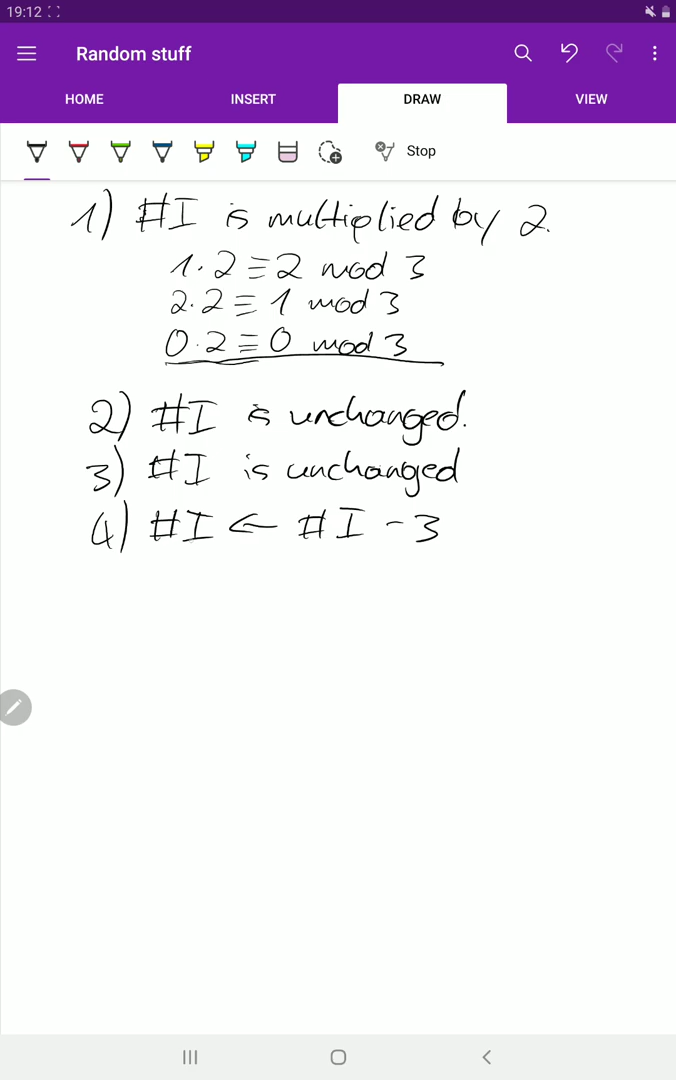 19:12
Random stuff
HOME INSERT DRAW VIEW
Stop
1) #I is multiplied by 2.
1·2≡2 mod 3
2·2≡1 mod 3
0·2≡0 mod 3
2) #I is unchanged.
3) #I is unchanged
4) #I ← #I - 3